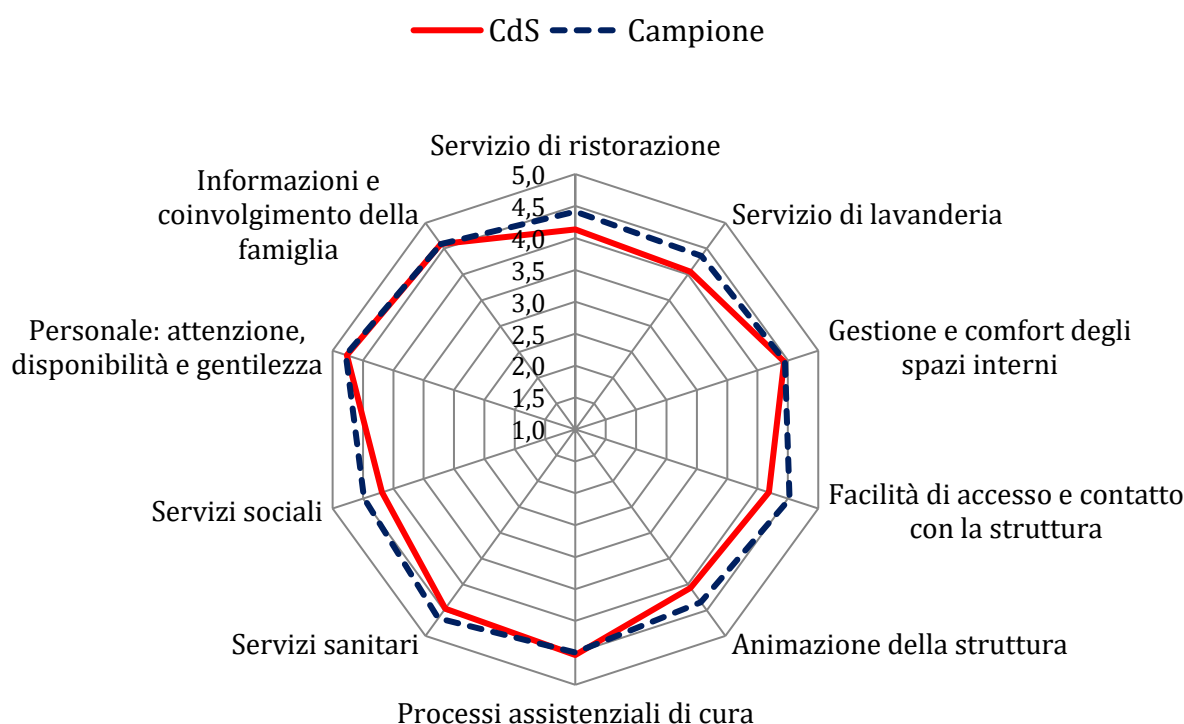 CdS
Campione
Servizio di ristorazione
Servizio di lavanderia
Gestione e comfort degli
spazi interni
Facilità di accesso e contatto
con la struttura
Animazione della struttura
Processi assistenziali di cura
Servizi sanitari
Servizi sociali
Personale: attenzione,
disponibilità e gentilezza
Informazioni e
coinvolgimento della
famiglia
5,0
4,5
4,0
3,5
3,0
2,5
2,0
1,5
1,0